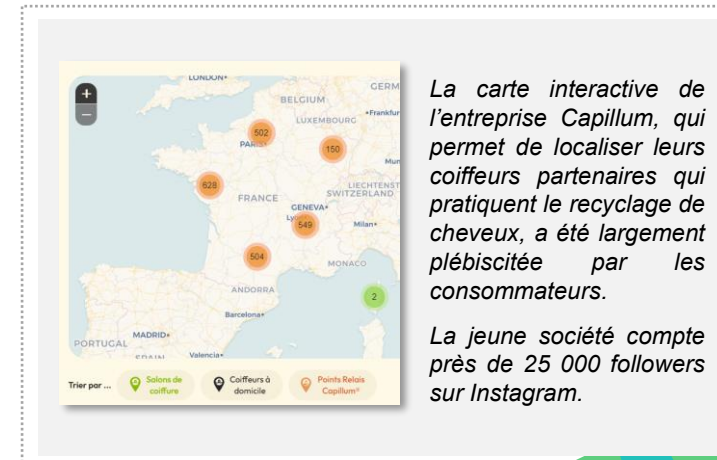 LONDON
GERM
BELGIUM
Frankfur
LUXEMBOURG
502
PARIS
150
Mun
628
LIECHTENST
FRANCE
SWITZERLAND
GENEVA
549
Milan
504
MONACO
ANDORRA
2
Barcelona
MADRID
PORTUGAL
SPAIN
Valencia
Trier par ...
Salons de
coiffure
Coiffeurs à
domicile
Points Relais
Capillum®
La carte interactive de
l'entreprise Capillum, qui
permet de localiser leurs
coiffeurs partenaires qui
pratiquent le recyclage de
cheveux, a été largement
plébiscitée par les
consommateurs.
La jeune société compte
près de 25 000 followers
sur Instagram.